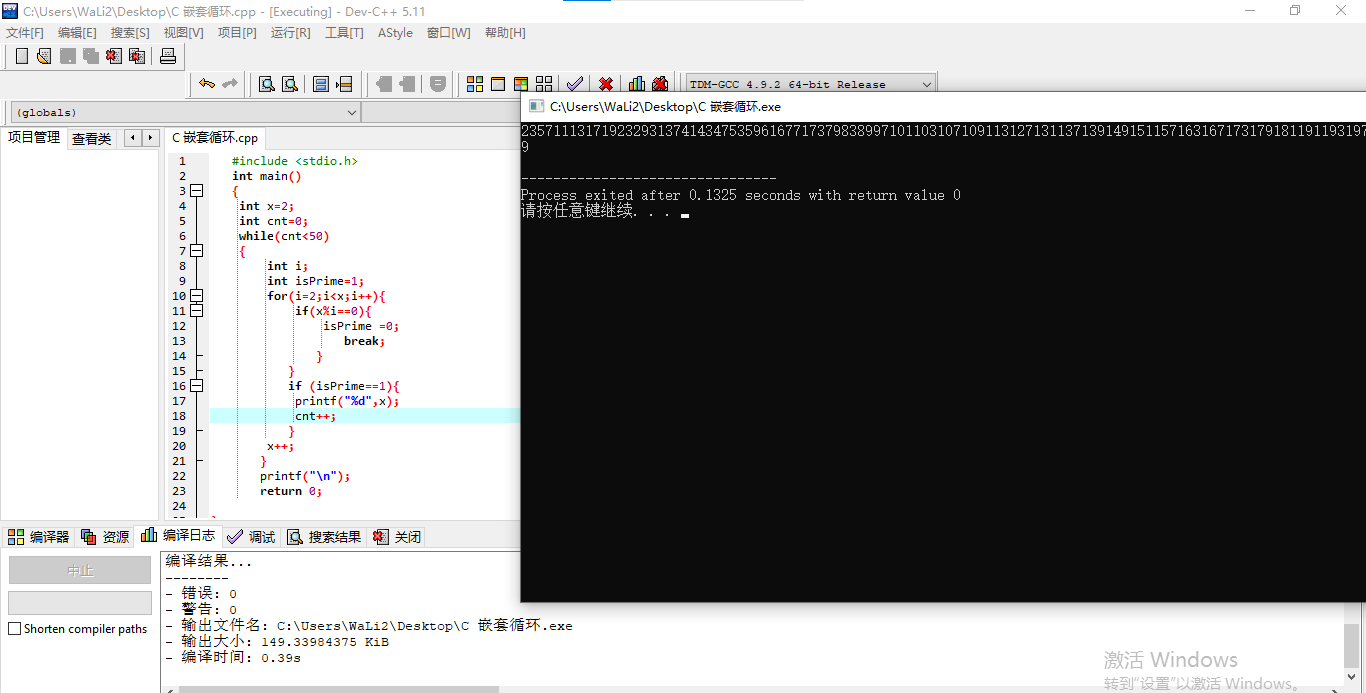 C:\Users\WaLi2\Desktop\C 嵌套循环.cpp - [Executing] - Dev-C++ 5.11
文件[F] 编辑[E] 搜索[S] 视图[V] 项目[P] 运行[R] 工具[T] AStyle 窗口[W] 帮助[H]
TDM-GCC 4.9.2 64-bit Release
(globals)
项目管理 查看类
C 嵌套循环.cpp
1 #include <stdio.h>
2 int main()
3 {
4 int x=2;
5 int cnt=0;
6 while(cnt<50)
7 {
8 int i;
9 int isPrime=1;
10 for(i=2;i<x;i++){
11 if(x%i==0){
12 isPrime =0;
13 break;
14 }
15 }
16 if (isPrime==1){
17 printf("%d",x);
18 cnt++;
19 }
20 x++;
21 }
22 printf("\n");
23 return 0;
24
C:\Users\WaLi2\Desktop\C 嵌套循环.exe
2357111317192329313741434753596167717379838997101103107109113127131137139149151157163167173179181191193197
9
--------------------------------
Process exited after 0.1325 seconds with return value 0
请按任意键继续. . .
编译器 资源 编译日志 调试 搜索结果 关闭
中止
Shorten compiler paths
编译结果...
--------
- 错误: 0
- 警告: 0
- 输出文件名: C:\Users\WaLi2\Desktop\C 嵌套循环.exe
- 输出大小: 149.33984375 KiB
- 编译时间: 0.39s
激活 Windows
转到"设置"以激活 Windows。